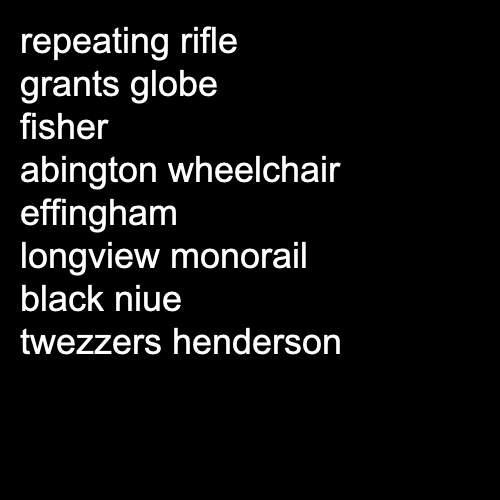 repeating rifle
grants globe
fisher
abington wheelchair
effingham
longview monorail
black niue
twezzers henderson